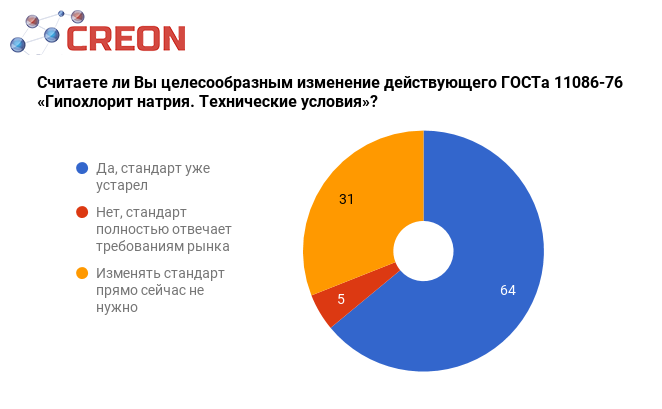 CREON
Считаете ли Вы целесообразным изменение действующего ГОСТа 11086-76
«Гипохлорит натрия. Технические условия»?
Да, стандарт уже
устарел
Нет, стандарт
полностью отвечает
требованиям рынка
Изменять стандарт
прямо сейчас не
нужно
31
5
64